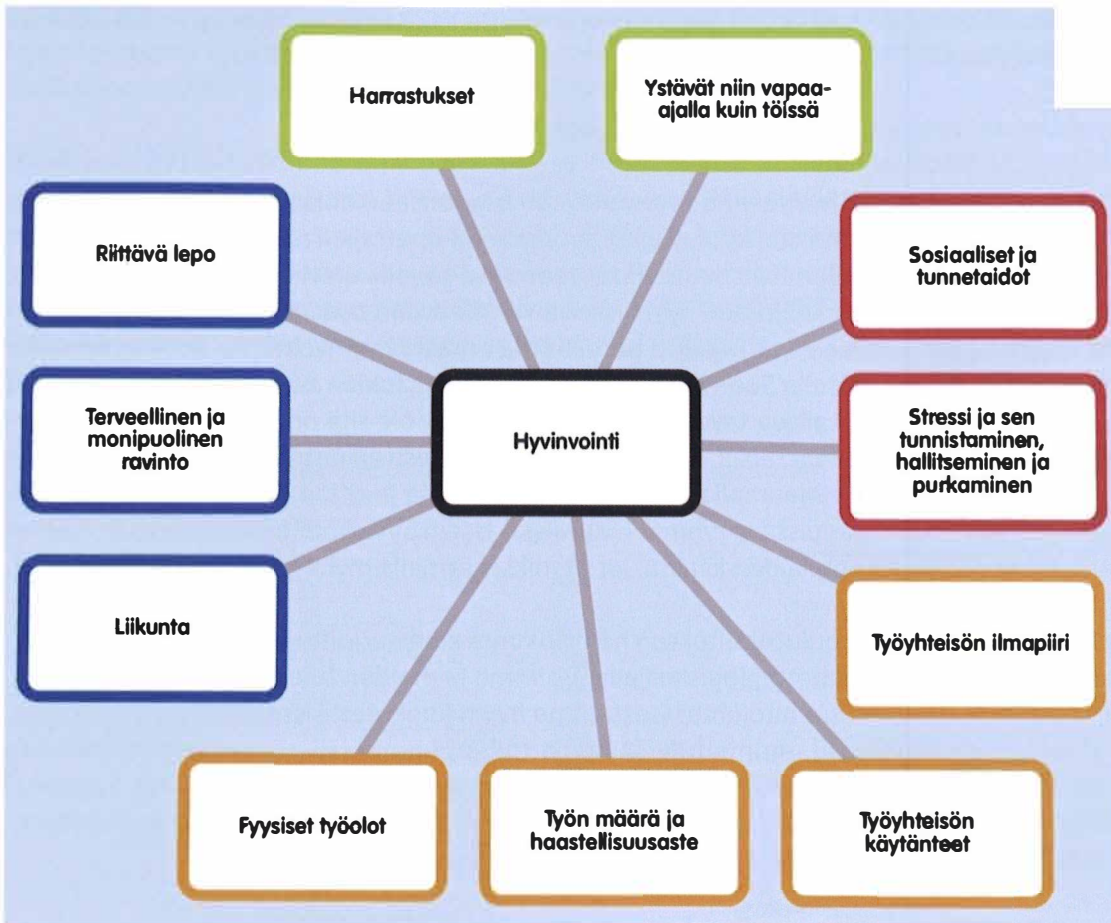 Harrastukset
Ystävät niin vapaa-
ajalla kuin töissä
Riittävä lepo
Sosiaaliset ja
tunnetaidot
Terveellinen ja
monipuolinen
ravinto
Hyvinvointi
Stressi ja sen
tunnistaminen,
hallitseminen ja
purkaminen
Liikunta
Työyhteisön ilmapiiri
Fyysiset työolot
Työn määrä ja
haastellisuusaste
Työyhteisön
käytänteet